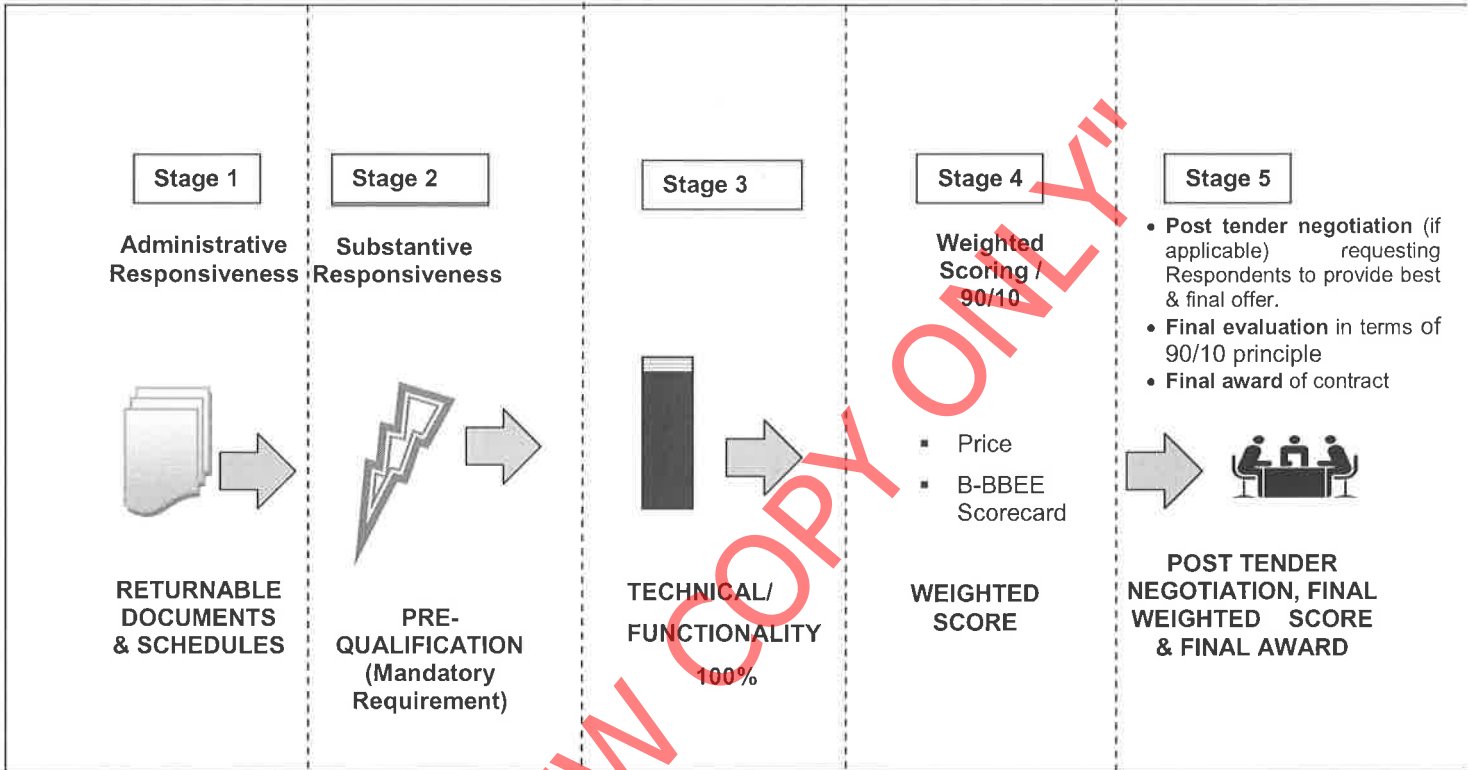 Stage 1
Administrative
Responsiveness
RETURNABLE
DOCUMENTS
& SCHEDULES
Stage 2
Substantive
Responsiveness
PRE-
QUALIFICATION
(Mandatory
Requirement)
Stage 3
TECHNICAL/
FUNCTIONALITY
100%
Stage 4
Weighted
Scoring /
90/10
▪ Price
▪ B-BBEE
Scorecard
WEIGHTED
SCORE
Stage 5
• Post tender negotiation (if
applicable) requesting
Respondents to provide best
& final offer.
• Final evaluation in terms of
90/10 principle
• Final award of contract
POST TENDER
NEGOTIATION, FINAL
WEIGHTED SCORE
& FINAL AWARD
COPY ONLY"